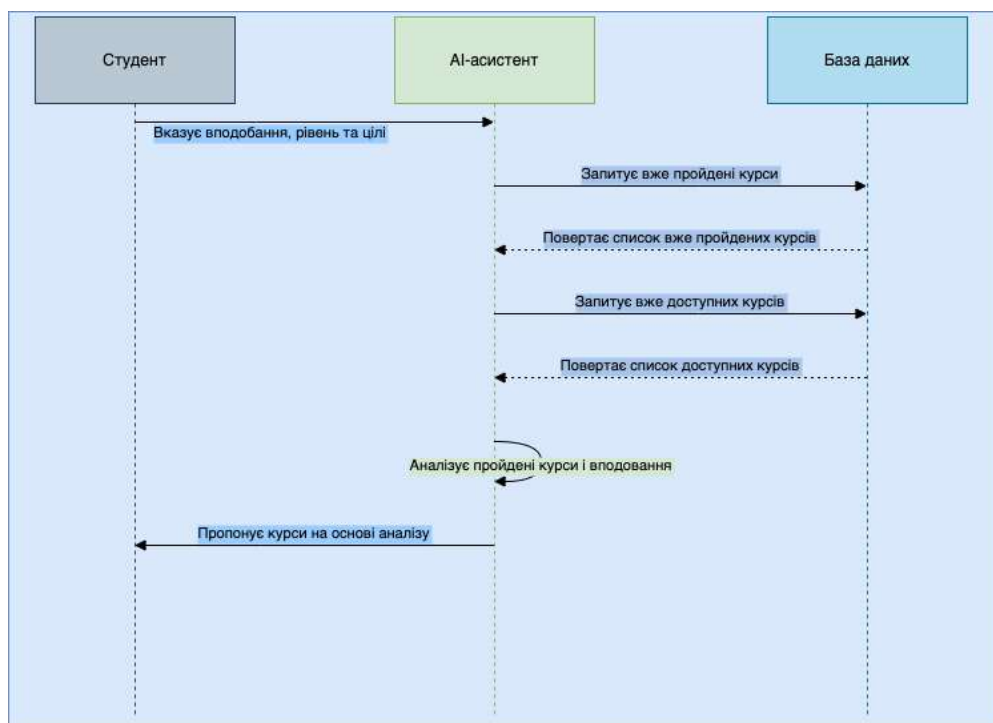 Студент
AI-асистент
База даних
Вказує вподобання, рівень та цілі
Запитує вже пройдені курси
Повертає список вже пройдених курсів
Запитує вже доступних курсів
Повертає список доступних курсів
Аналізує пройдені курси і вподовання
Пропонує курси на основі аналізу